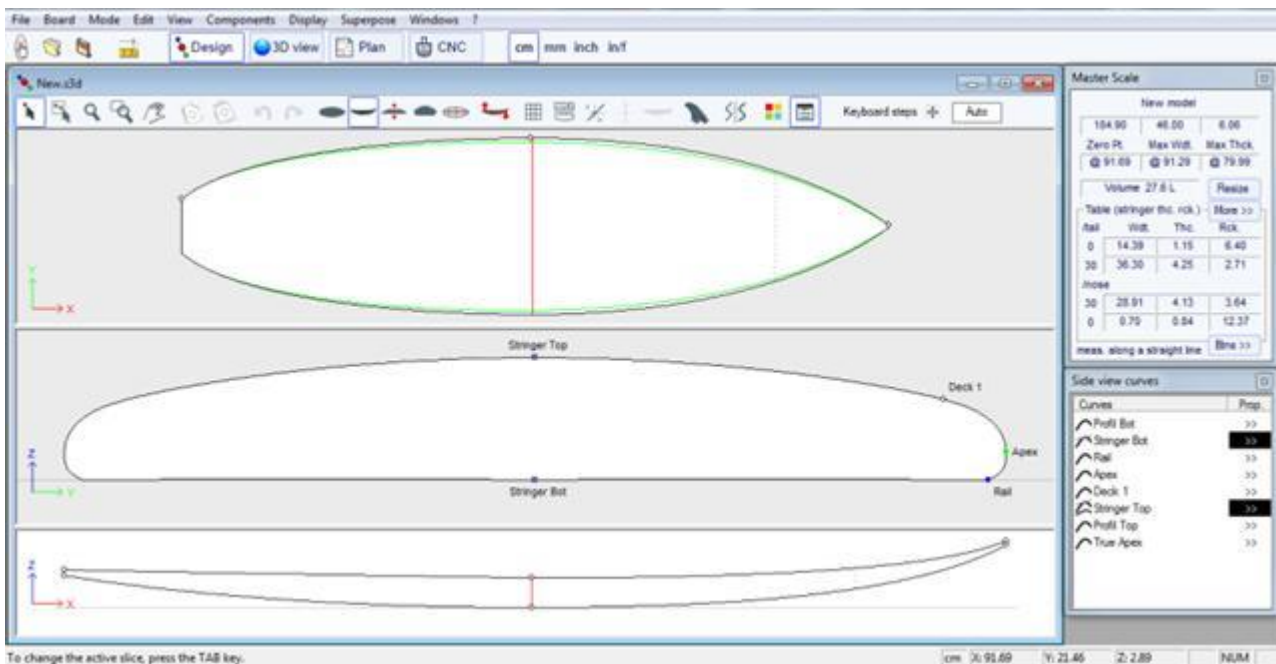 File Board Mode Edit View Components Display Superpose Windows ?
Design 3D view Plan CNC cm mm inch in/f
New.s3d
Keyboard steps Auto
Stringer Top
Deck 1
Apex
Stringer Bot
Rail
Y
X
Z
Y
Z
X
Master Scale
New model
184.90 46.00 6.06
Zero Pt. Max Wdt. Max Thck.
@ 91.69 @ 91.29 @ 79.99
Volume 27.6 L Resize
Table (stringer thc. rck.) More >>
/tail Wdt. Thc. Rck.
0 14.39 1.15 6.40
30 36.30 4.25 2.71
/nose
30 28.91 4.13 3.64
0 0.70 0.84 12.37
meas. along a straight line Btns >>
Side view curves
Curves Prop.
Profil Bot >>
Stringer Bot >>
Rail >>
Apex >>
Deck 1 >>
Stringer Top >>
Profil Top >>
True Apex >>
To change the active slice, press the TAB key. cm X: 91.69 Y: 21.46 Z: 2.89 NUM